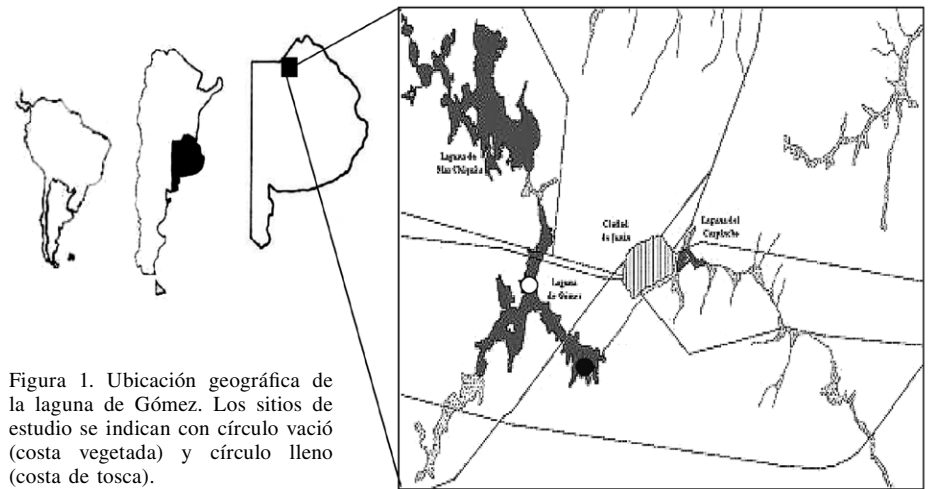 Laguna de
Mar Chiquita
Ciudad
de Junín
Laguna del
Carpincho
Laguna
de Gómez
Figura 1. Ubicación geográfica de
la laguna de Gómez. Los sitios de
estudio se indican con círculo vació
(costa vegetada) y círculo lleno
(costa de tosca).